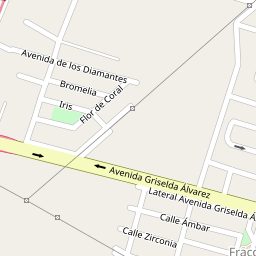 Avenida de los Diamantes
Bromelia
Iris
Flor de Coral
Avenida Griselda Álvarez
Lateral Avenida Griselda Á
Calle Ámbar
Calle Zirconia
Fracc